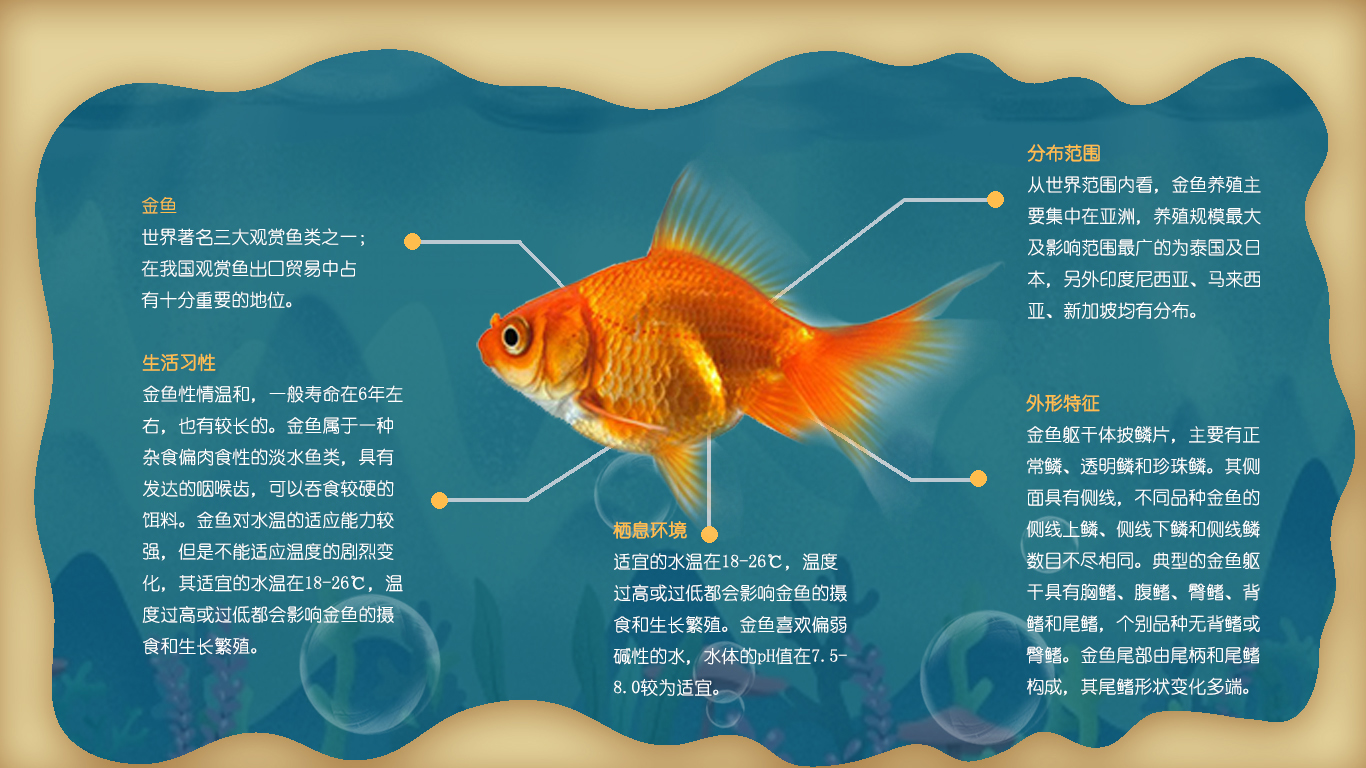 金鱼
世界著名三大观赏鱼类之一；
在我国观赏鱼出口贸易中占
有十分重要的地位。
生活习性
金鱼性情温和，一般寿命在6年左
右，也有较长的。金鱼属于一种
杂食偏肉食性的淡水鱼类，具有
发达的咽喉齿，可以吞食较硬的
饵料。金鱼对水温的适应能力较
强，但是不能适应温度的剧烈变
化，其适宜的水温在18-26℃，温
度过高或过低都会影响金鱼的摄
食和生长繁殖。
栖息环境
适宜的水温在18-26℃，温度
过高或过低都会影响金鱼的摄
食和生长繁殖。金鱼喜欢偏弱
碱性的水，水体的pH值在7.5-
8.0较为适宜。
分布范围
从世界范围内看，金鱼养殖主
要集中在亚洲，养殖规模最大
及影响范围最广的为泰国及日
本，另外印度尼西亚、马来西
亚、新加坡均有分布。
外形特征
金鱼躯干体披鳞片，主要有正
常鳞、透明鳞和珍珠鳞。其侧
面具有侧线，不同品种金鱼的
侧线上鳞、侧线下鳞和侧线鳞
数目不尽相同。典型的金鱼躯
干具有胸鳍、腹鳍、臀鳍、背
鳍和尾鳍，个别品种无背鳍或
臀鳍。金鱼尾部由尾柄和尾鳍
构成，其尾鳍形状变化多端。